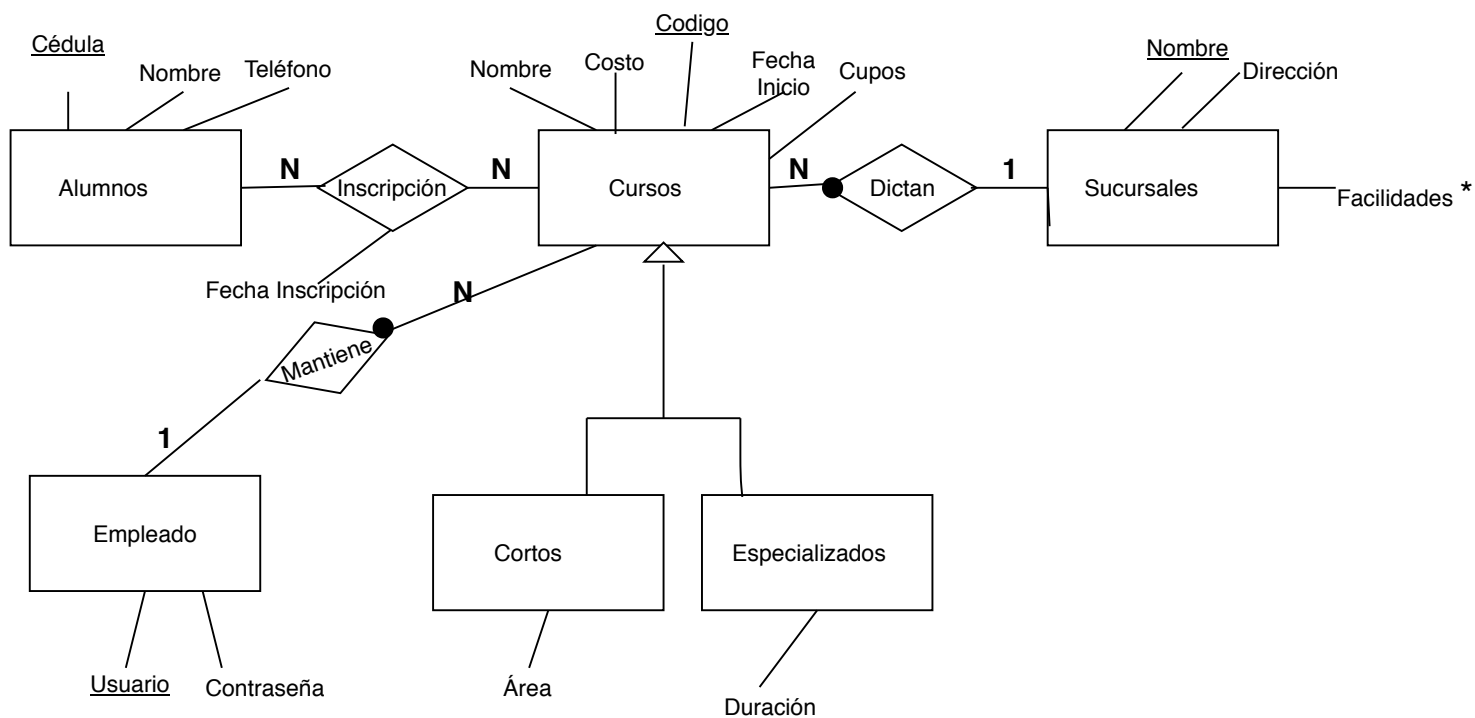 Codigo
Cédula
Nombre
Teléfono
Nombre
Costo
Fecha
Inicio
Cupos
Nombre
Dirección
Alumnos
N
Inscripción
N
Cursos
N
Dictan
1
Sucursales
Facilidades *
Fecha Inscripción
N
Mantiene
1
Empleado
Cortos
Especializados
Usuario
Contraseña
Área
Duración